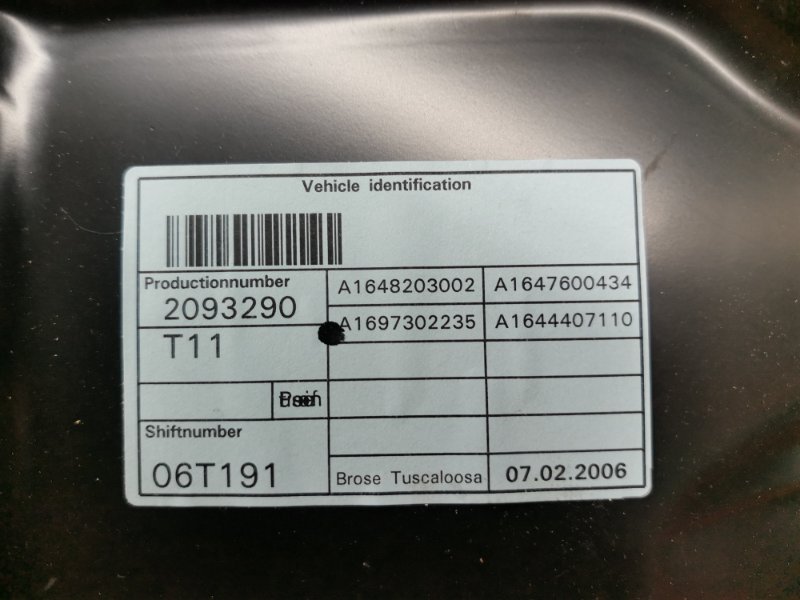 Vehicle identification
Productionnumber
2093290
T11
A1648203002 A1647600434
A1697302235 A1644407110
Shiftnumber
06T191
Brose Tuscaloosa 07.02.2006